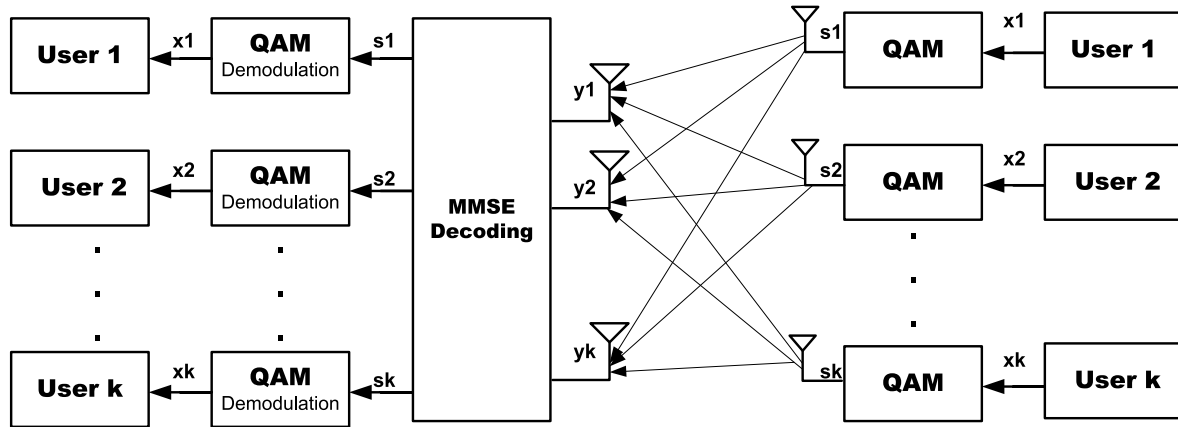 User 1 x1 QAM Demodulation s1 y1 s1 QAM x1 User 1
User 2 x2 QAM Demodulation s2 MMSE Decoding y2 s2 QAM x2 User 2
User k xk QAM Demodulation sk yk sk QAM xk User k